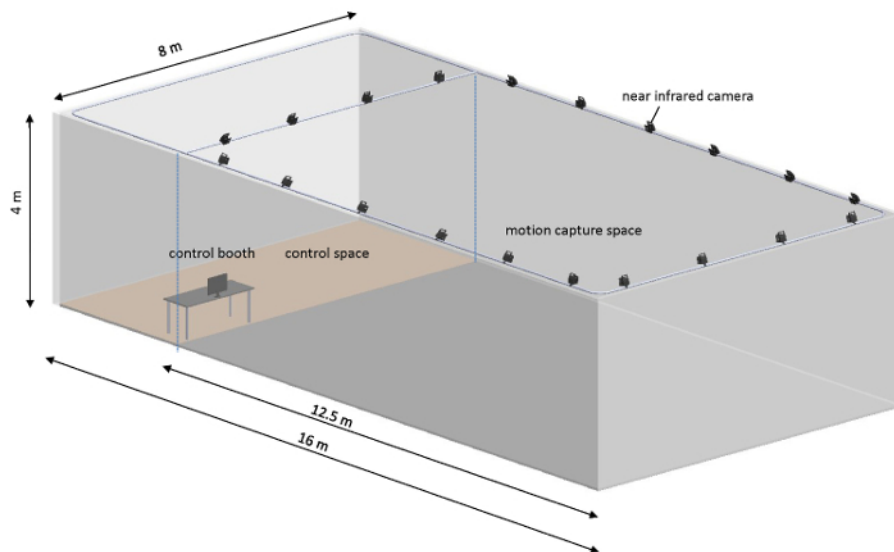 8 m
near infrared camera
4 m
motion capture space
control booth
control space
12.5 m
16 m